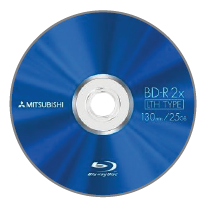 BD-R 2x
LTH TYPE
MITSUBISHI
130min/25GB
Blu-ray Disc